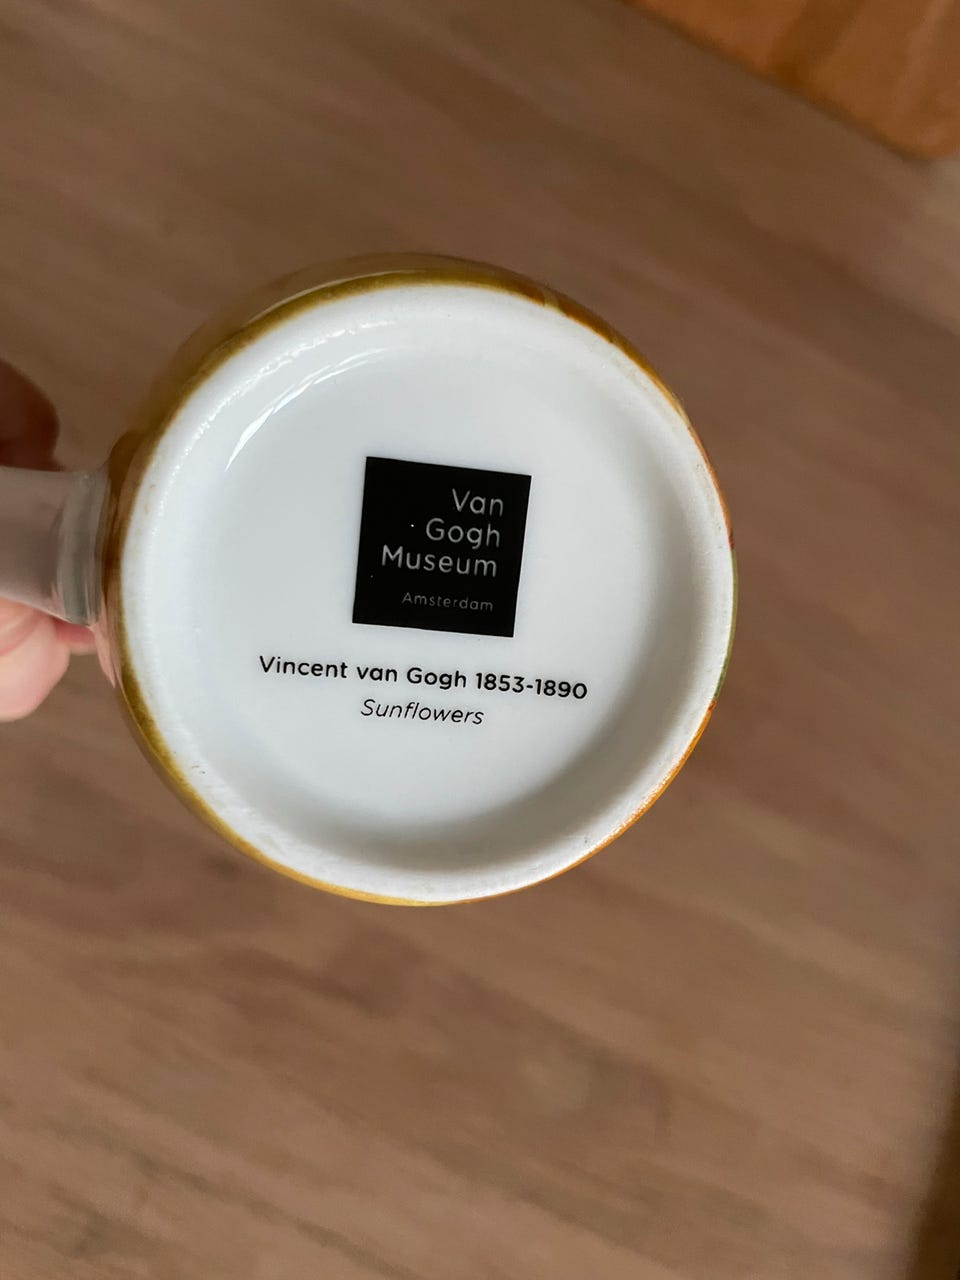 Van
Gogh
Museum
Amsterdam
Vincent van Gogh 1853-1890
Sunflowers